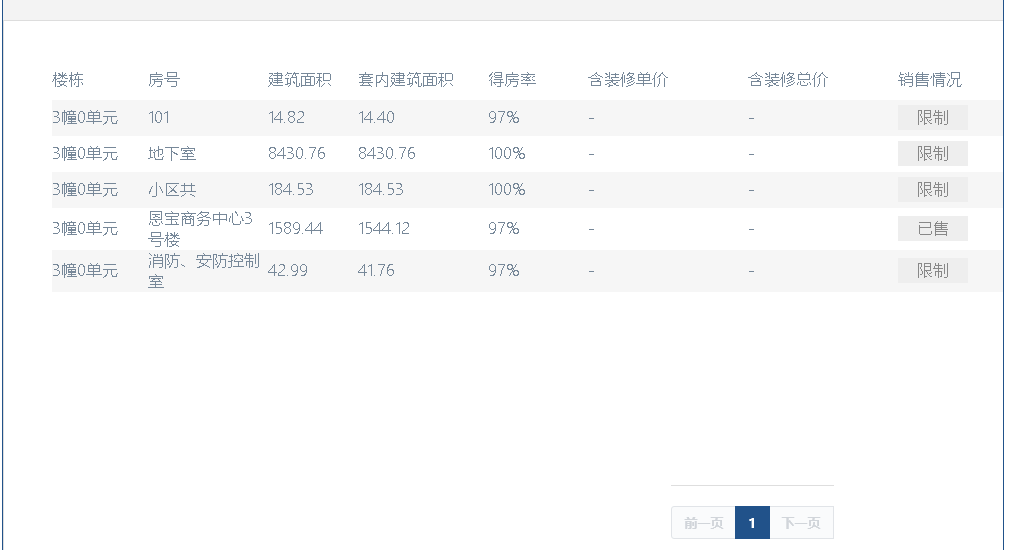 楼栋 房号 建筑面积 套内建筑面积 得房率 含装修单价 含装修总价 销售情况
3幢0单元 101 14.82 14.40 97% - - 限制
3幢0单元 地下室 8430.76 8430.76 100% - - 限制
3幢0单元 小区共 184.53 184.53 100% - - 限制
3幢0单元 恩宝商务中心3 1589.44 1544.12 97% - - 已售
号楼
3幢0单元 消防、安防控制 42.99 41.76 97% - - 限制
室
前一页 1 下一页